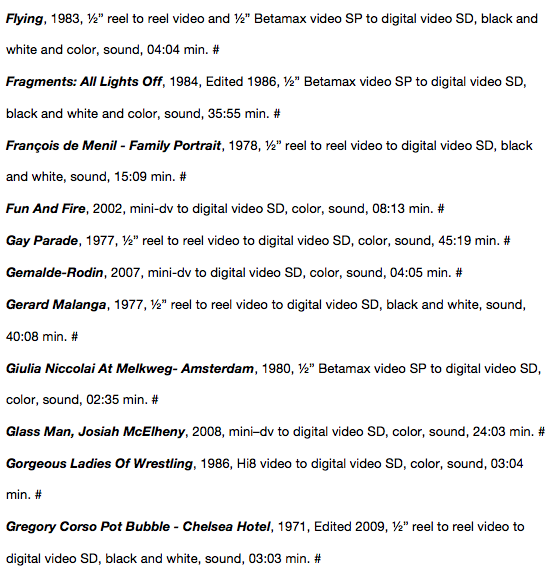 Flying, 1983, ½” reel to reel video and ½” Betamax video SP to digital video SD, black and
white and color, sound, 04:04 min. #
Fragments: All Lights Off, 1984, Edited 1986, ½” Betamax video SP to digital video SD,
black and white and color, sound, 35:55 min. #
François de Menil - Family Portrait, 1978, ½” reel to reel video to digital video SD, black
and white, sound, 15:09 min. #
Fun And Fire, 2002, mini-dv to digital video SD, color, sound, 08:13 min. #
Gay Parade, 1977, ½” reel to reel video to digital video SD, color, sound, 45:19 min. #
Gemalde-Rodin, 2007, mini-dv to digital video SD, color, sound, 04:05 min. #
Gerard Malanga, 1977, ½” reel to reel video to digital video SD, black and white, sound,
40:08 min. #
Giulia Niccolai At Melkweg- Amsterdam, 1980, ½” Betamax video SP to digital video SD,
color, sound, 02:35 min. #
Glass Man, Josiah McElheny, 2008, mini–dv to digital video SD, color, sound, 24:03 min. #
Gorgeous Ladies Of Wrestling, 1986, Hi8 video to digital video SD, color, sound, 03:04
min. #
Gregory Corso Pot Bubble - Chelsea Hotel, 1971, Edited 2009, ½” reel to reel video to
digital video SD, black and white, sound, 03:03 min. #